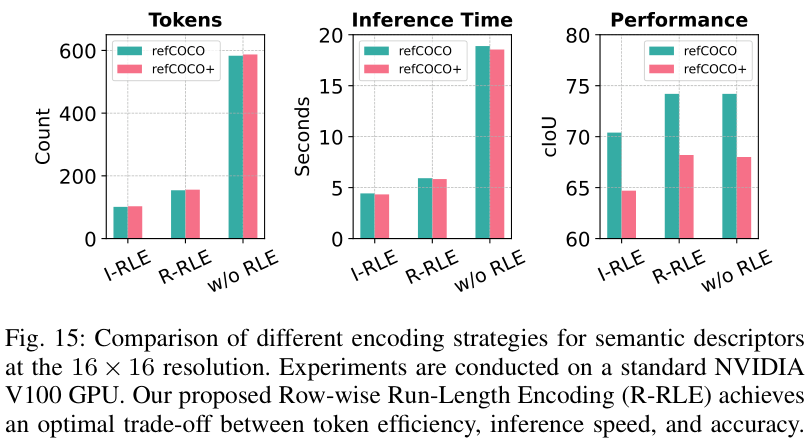 Tokens
600
400
200
0
Count
refCOCO
refCOCO+
I-RLE
R-RLE
w/o RLE
Inference Time
20
15
10
5
0
Seconds
refCOCO
refCOCO+
I-RLE
R-RLE
w/o RLE
Performance
80
75
70
65
60
cIoU
refCOCO
refCOCO+
I-RLE
R-RLE
w/o RLE
Fig. 15: Comparison of different encoding strategies for semantic descriptors
at the 16 × 16 resolution. Experiments are conducted on a standard NVIDIA
V100 GPU. Our proposed Row-wise Run-Length Encoding (R-RLE) achieves
an optimal trade-off between token efficiency, inference speed, and accuracy.